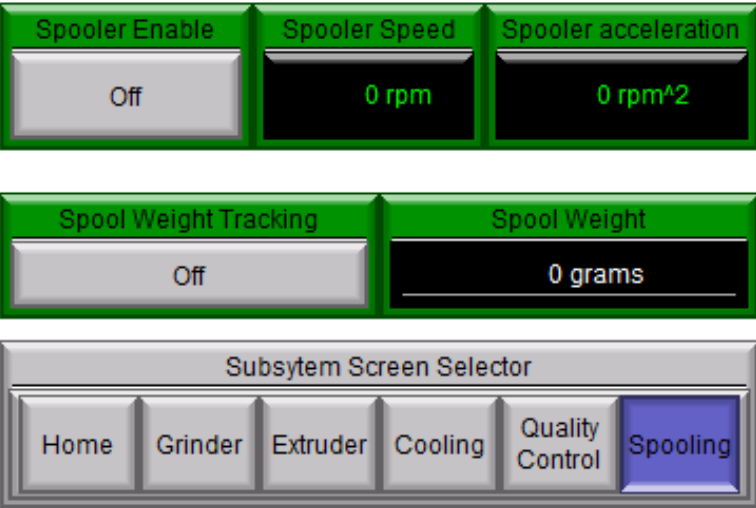 Spooler Enable
Spooler Speed
Spooler acceleration
Off
0 rpm
0 rpm^2
Spool Weight Tracking
Spool Weight
Off
0 grams
Subsytem Screen Selector
Home
Grinder
Extruder
Cooling
Quality
Control
Spooling